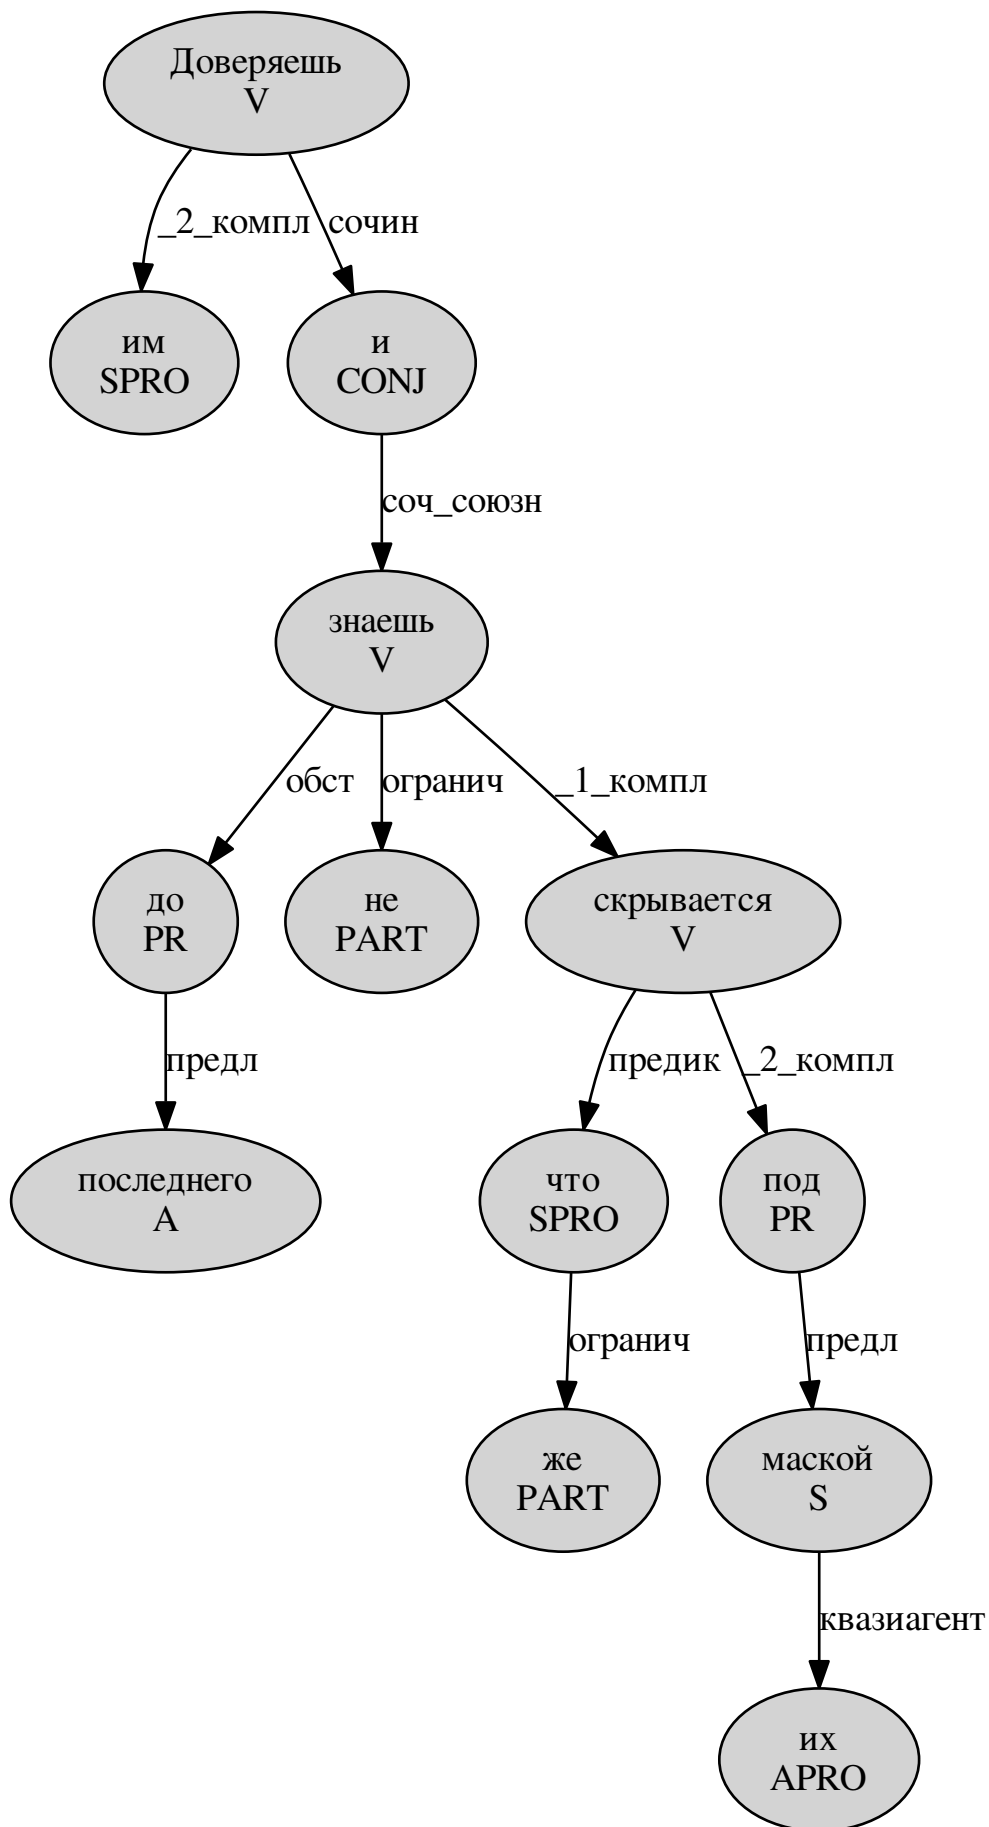 Доверяешь
V
_2_компл
сочин
им
SPRO
и
CONJ
соч_союзн
знаешь
V
обст
огранич
_1_компл
до
PR
не
PART
скрывается
V
предл
предик
_2_компл
последнего
A
что
SPRO
под
PR
огранич
предл
же
PART
маской
S
квазиагент
их
APRO